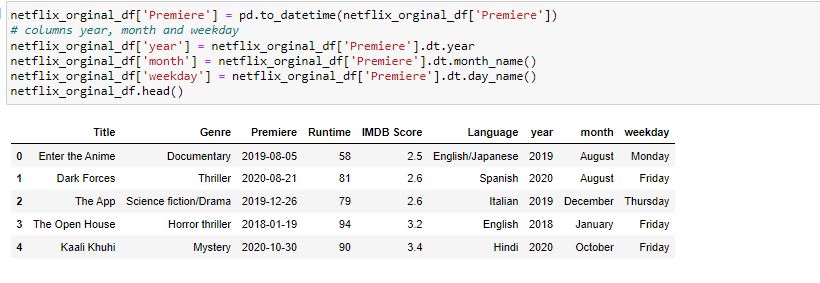 netflix_orginal_df['Premiere'] = pd.to_datetime(netflix_orginal_df['Premiere'])
# columns year, month and weekday
netflix_orginal_df['year'] = netflix_orginal_df['Premiere'].dt.year
netflix_orginal_df['month'] = netflix_orginal_df['Premiere'].dt.month_name()
netflix_orginal_df['weekday'] = netflix_orginal_df['Premiere'].dt.day_name()
netflix_orginal_df.head()
Title Genre Premiere Runtime IMDB Score Language year month weekday
0 Enter the Anime Documentary 2019-08-05 58 2.5 English/Japanese 2019 August Monday
1 Dark Forces Thriller 2020-08-21 81 2.6 Spanish 2020 August Friday
2 The App Science fiction/Drama 2019-12-26 79 2.6 Italian 2019 December Thursday
3 The Open House Horror thriller 2018-01-19 94 3.2 English 2018 January Friday
4 Kaali Khuhi Mystery 2020-10-30 90 3.4 Hindi 2020 October Friday